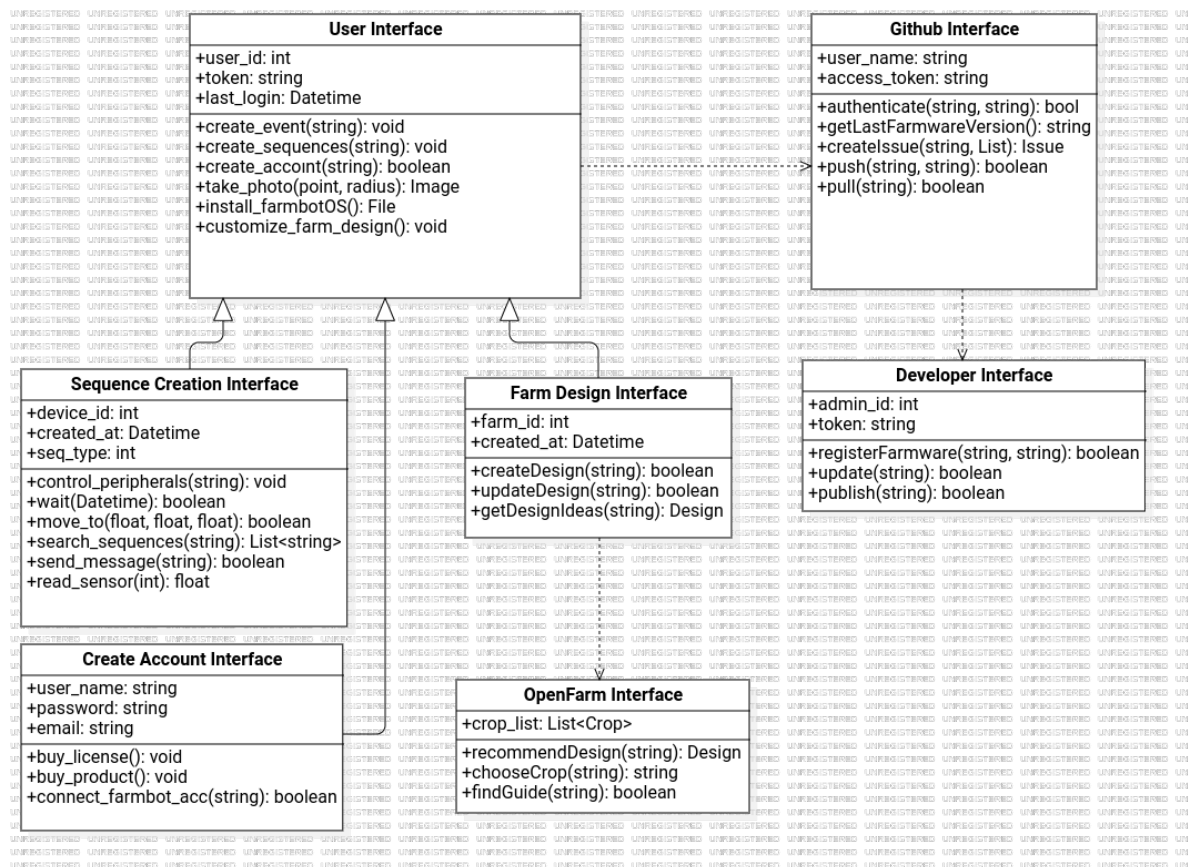 User Interface
+user_id: int
+token: string
+last_login: Datetime
+create_event(string): void
+create_sequences(string): void
+create_accoint(string): boolean
+take_photo(point, radius): Image
+install_farmbotOS(): File
+customize_farm_design(): void
Github Interface
+user_name: string
+access_token: string
+authenticate(string, string): bool
+getLastFarmwareVersion(): string
+createIssue(string, List): Issue
+push(string, string): boolean
+pull(string): boolean
Sequence Creation Interface
+device_id: int
+created_at: Datetime
+seq_type: int
+control_peripherals(string): void
+wait(Datetime): boolean
+move_to(float, float, float): boolean
+search_sequences(string): List<string>
+send_message(string): boolean
+read_sensor(int): float
Farm Design Interface
+farm_id: int
+created_at: Datetime
+createDesign(string): boolean
+updateDesign(string): boolean
+getDesignIdeas(string): Design
Developer Interface
+admin_id: int
+token: string
+registerFarmware(string, string): boolean
+update(string): boolean
+publish(string): boolean
Create Account Interface
+user_name: string
+password: string
+email: string
+buy_license(): void
+buy_product(): void
+connect_farmbot_acc(string): boolean
OpenFarm Interface
+crop_list: List<Crop>
+recommendDesign(string): Design
+chooseCrop(string): string
+findGuide(string): boolean
UNREGISTERED